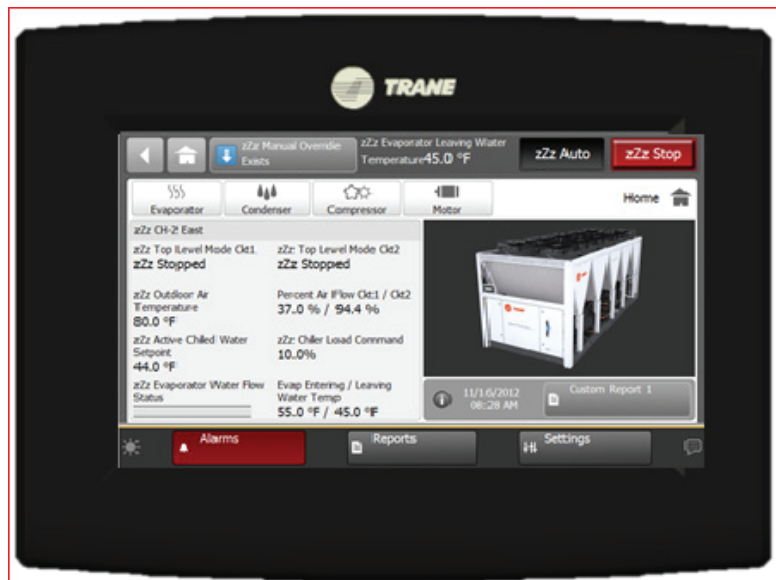 TRANE
zZz Manual Override
Exists
zZz Evaporator Leaving Water
Temperature45.0 °F
zZz Auto
zZz Stop
Evaporator
Condenser
Compressor
Motor
Home
zZz CH-2 East
zZz Top Level Mode Ckt1
zZz Stopped
zZz Top Level Mode Ckt2
zZz Stopped
zZz Outdoor Air
Temperature
80.0 °F
Percent Air Flow Ckt1 / Ckt2
37.0 % / 94.4 %
zZz Active Chilled Water
Setpoint
44.0 °F
zZz Chiller Load Command
10.0%
zZz Evaporator Water Flow
Status
Evap Entering / Leaving
Water Temp
55.0 °F / 45.0 °F
11/16/2012
08:28 AM
Custom Report 1
Alarms
Reports
Settings